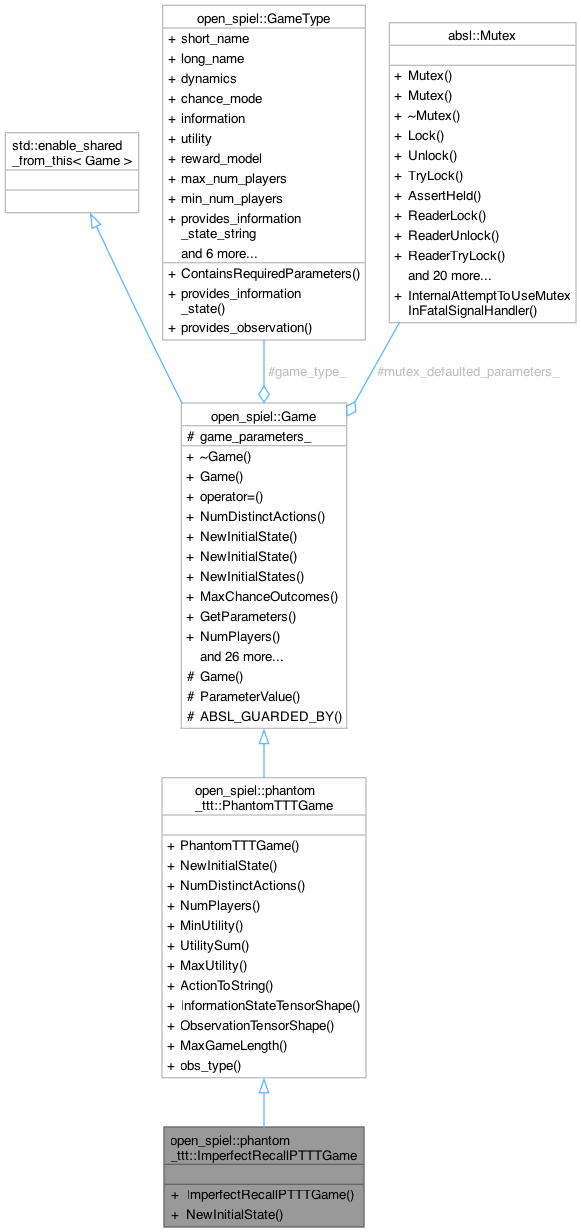 open_spiel::GameType
+ short_name
+ long_name
+ dynamics
+ chance_mode
+ information
+ utility
+ reward_model
+ max_num_players
+ min_num_players
+ provides_information
_state_string
and 6 more...
+ ContainsRequiredParameters()
+ provides_information
_state()
+ provides_observation()
absl::Mutex
+ Mutex()
+ Mutex()
+ ~Mutex()
+ Lock()
+ Unlock()
+ TryLock()
+ AssertHeld()
+ ReaderLock()
+ ReaderUnlock()
+ ReaderTryLock()
and 20 more...
+ InternalAttemptToUseMutex
InFatalSignalHandler()
std::enable_shared
_from_this< Game >
#game_type_
#mutex_defaulted_parameters_
open_spiel::Game
# game_parameters_
+ ~Game()
+ Game()
+ operator=()
+ NumDistinctActions()
+ NewInitialState()
+ NewInitialState()
+ NewInitialStates()
+ MaxChanceOutcomes()
+ GetParameters()
+ NumPlayers()
and 26 more...
# Game()
# ParameterValue()
# ABSL_GUARDED_BY()
open_spiel::phantom
_ttt::PhantomTTTGame
+ PhantomTTTGame()
+ NewInitialState()
+ NumDistinctActions()
+ NumPlayers()
+ MinUtility()
+ UtilitySum()
+ MaxUtility()
+ ActionToString()
+ InformationStateTensorShape()
+ ObservationTensorShape()
+ MaxGameLength()
+ obs_type()
open_spiel::phantom
_ttt::ImperfectRecallPTTTGame
+ ImperfectRecallPTTTGame()
+ NewInitialState()